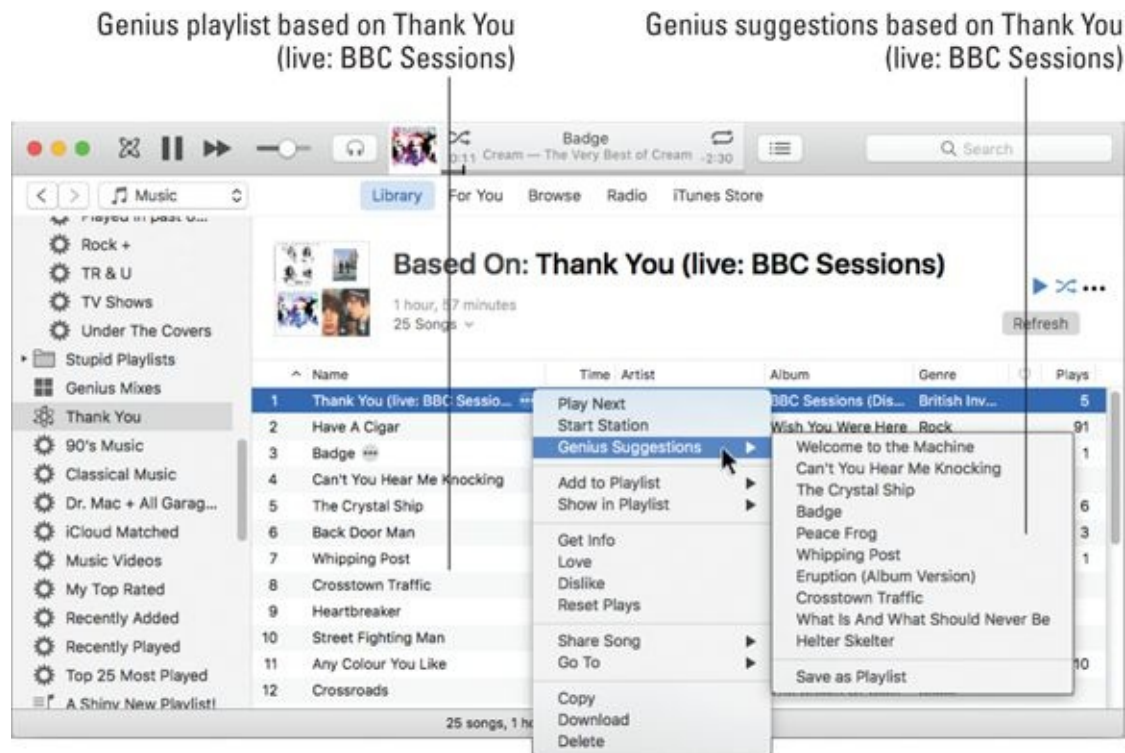 Genius playlist based on Thank You
(live: BBC Sessions)
Genius suggestions based on Thank You
(live: BBC Sessions)
Badge
0:11 Cream — The Very Best of Cream -2:30
Search
Music
Library For You Browse Radio iTunes Store
Played in past
Rock +
TR & U
TV Shows
Under The Covers
Stupid Playlists
Genius Mixes
Thank You
90's Music
Classical Music
Dr. Mac + All Garag...
iCloud Matched
Music Videos
My Top Rated
Recently Added
Recently Played
Top 25 Most Played
A Shiny New Playlist!
Based On: Thank You (live: BBC Sessions)
1 hour, 57 minutes
25 Songs
Refresh
Name Time Artist Album Genre Plays
1 Thank You (live: BBC Sessio... BBC Sessions (Dis... British Inv... 5
2 Have A Cigar Wish You Were Here Rock 91
3 Badge 1
4 Can't You Hear Me Knocking
5 The Crystal Ship 6
6 Back Door Man 3
7 Whipping Post 1
8 Crosstown Traffic
9 Heartbreaker
10 Street Fighting Man
11 Any Colour You Like 10
12 Crossroads
25 songs, 1
Play Next
Start Station
Genius Suggestions
Add to Playlist
Show in Playlist
Get Info
Love
Dislike
Reset Plays
Share Song
Go To
Copy
Download
Delete
Welcome to the Machine
Can't You Hear Me Knocking
The Crystal Ship
Badge
Peace Frog
Whipping Post
Eruption (Album Version)
Crosstown Traffic
What Is And What Should Never Be
Helter Skelter
Save as Playlist